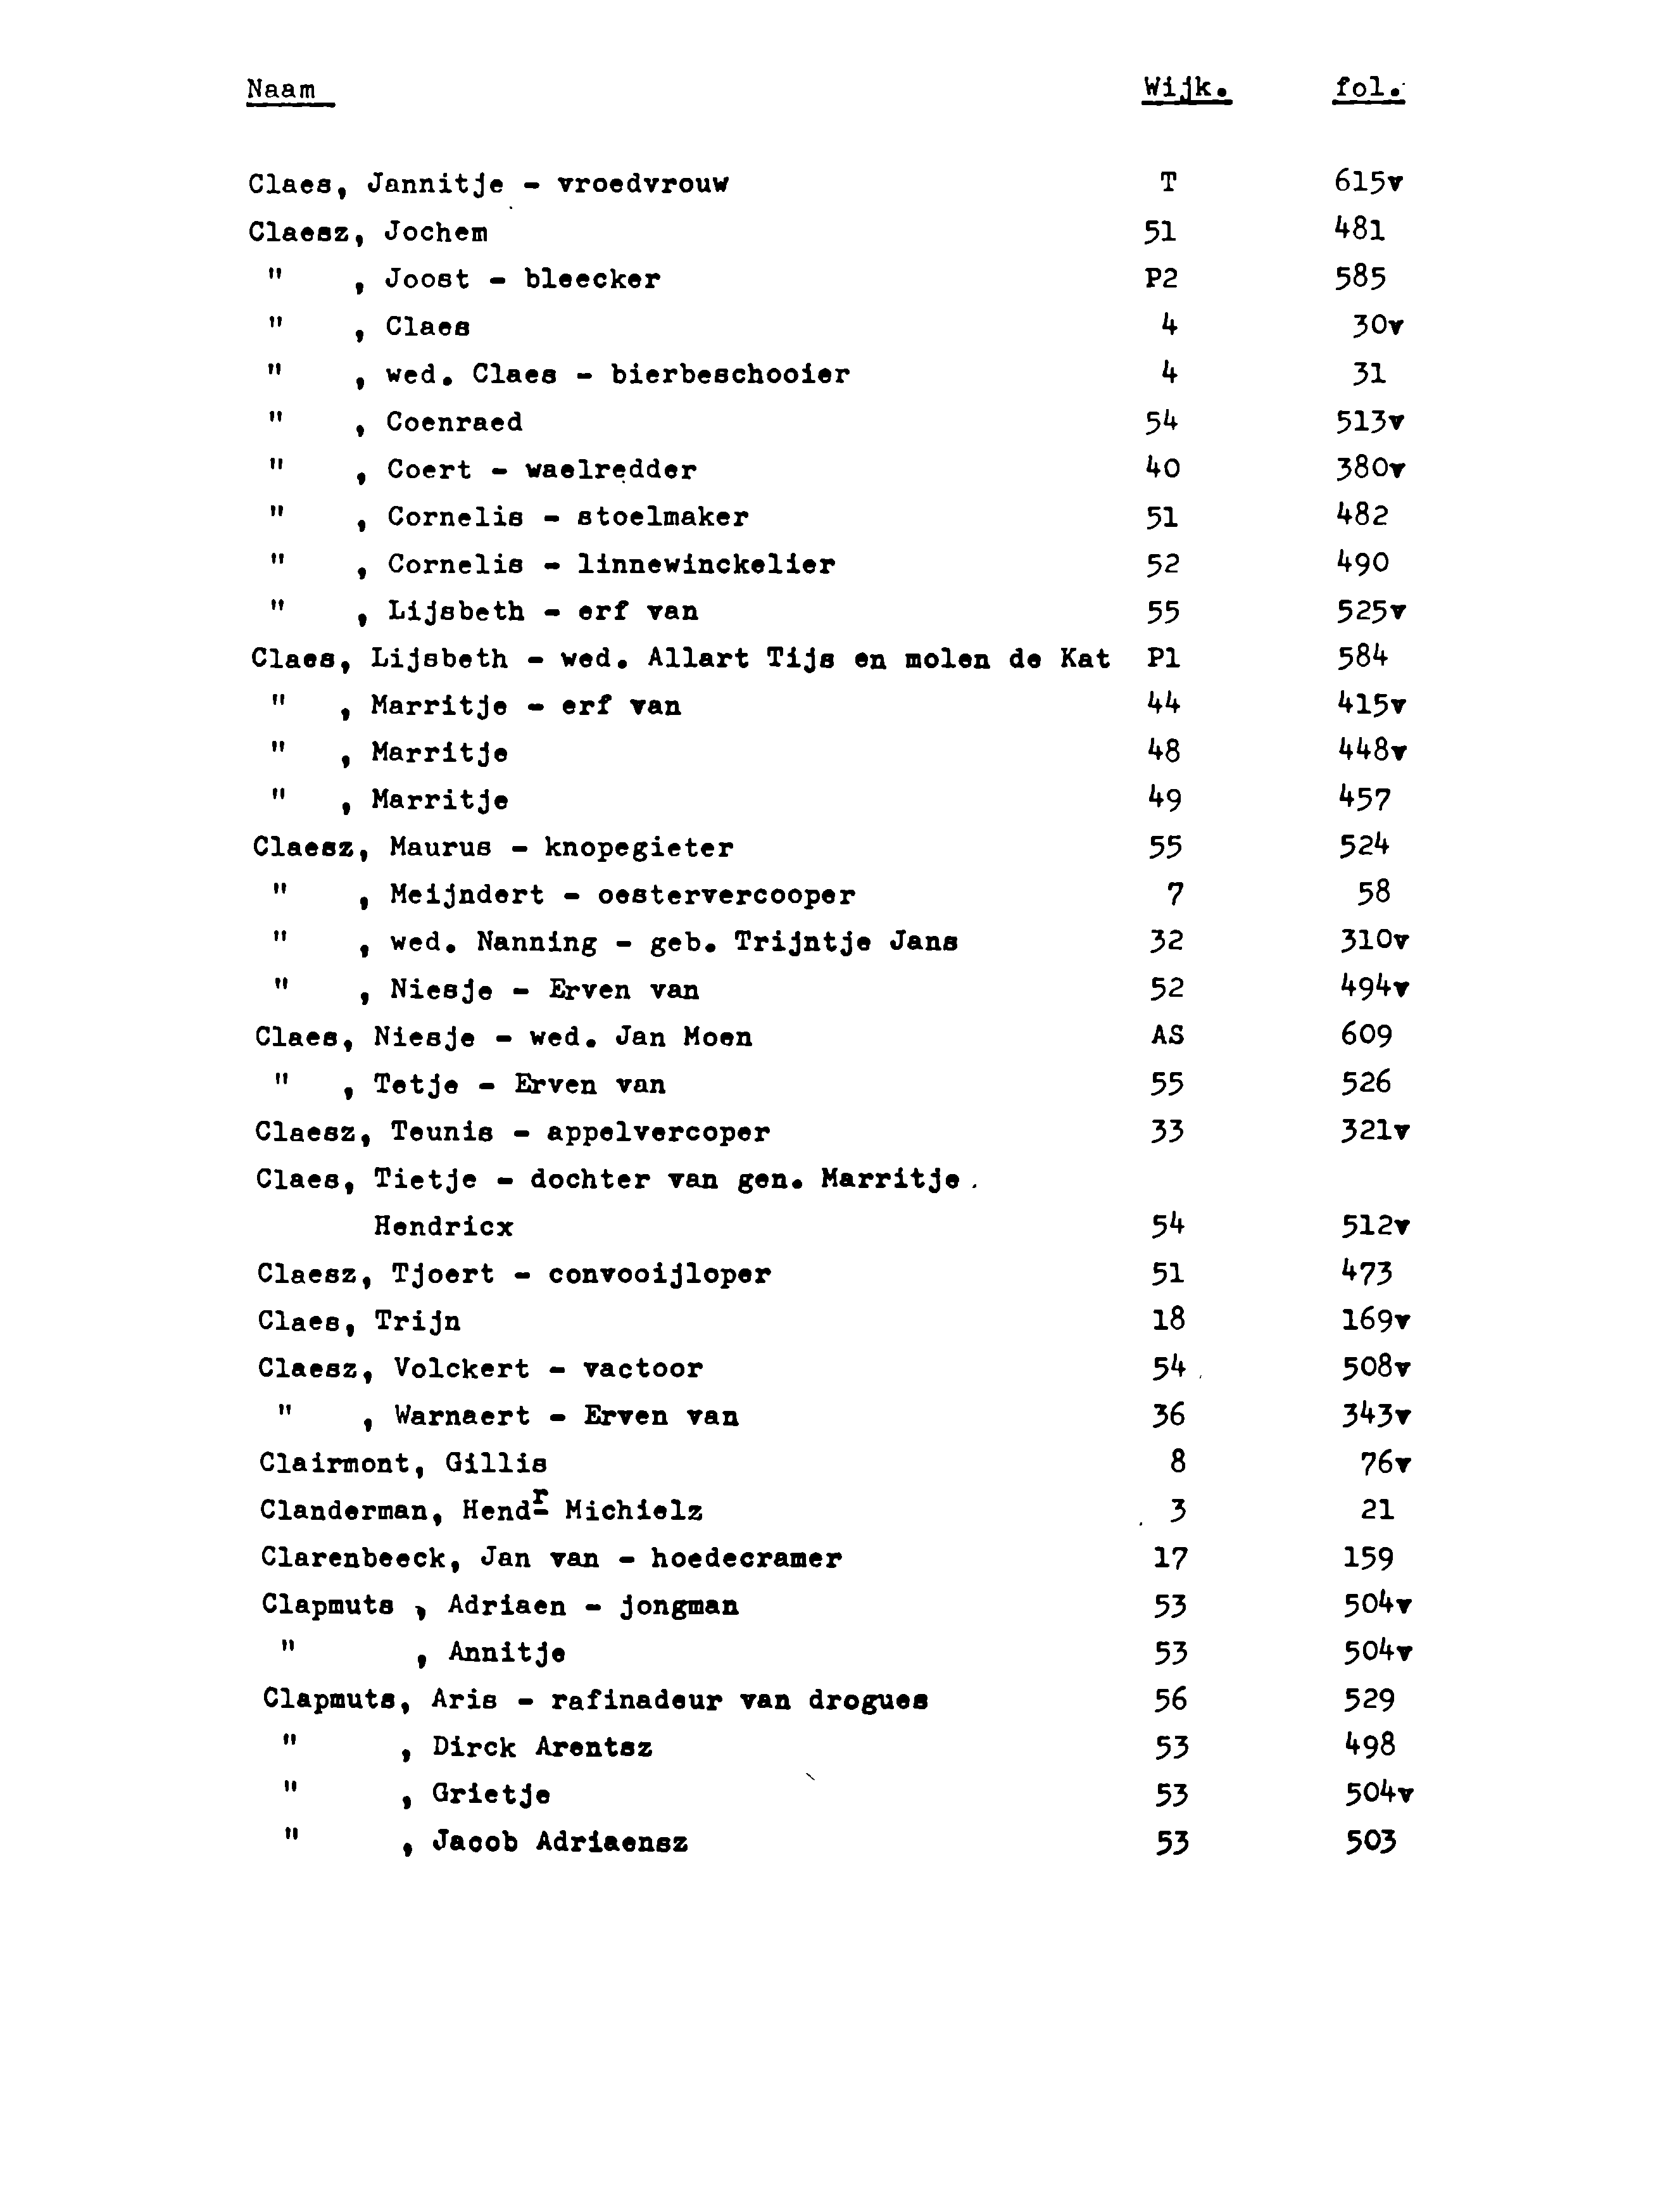 Naam Wijk. fol.
Claes, Jannitje - vroedvrouw T 615v
Claesz, Jochem 51 481
" , Joost - bleecker P2 585
" , Claes 4 30v
" , wed. Claes - bierbeschooier 4 31
" , Coenraed 54 513v
" , Coert - waelredder 40 380v
" , Cornelis - stoelmaker 51 482
" , Cornelis - linnewinckelier 52 490
" , Lijsbeth - erf van 55 525v
Claes, Lijsbeth - wed. Allart Tijs en molen de Kat P1 584
" , Marritje - erf van 44 415v
" , Marritje 48 448v
" , Marritje 49 457
Claesz, Maurus - knopegieter 55 524
" , Meijndert - oestervercooper 7 58
" , wed. Nanning - geb. Trijntje Jans 32 310v
" , Niesje - Erven van 52 494v
Claes, Niesje - wed. Jan Moen AS 609
" , Tetje - Erven van 55 526
Claesz, Teunis - appelvercoper 33 321v
Claes, Tietje - dochter van gen. Marritje
Hendricx 54 512v
Claesz, Tjoert - convooijloper 51 473
Claes, Trijn 18 169v
Claesz, Volckert - vactoor 54 508v
" , Warnaert - Erven van 36 343v
Clairmont, Gillis 8 76v
Clanderman, Hendr Michielz 3 21
Clarenbeeck, Jan van - hoedecramer 17 159
Clapmuts , Adriaen - jongman 53 504v
" , Annitje 53 504v
Clapmuts, Aris - rafinadeur van drogues 56 529
" , Dirck Arentsz 53 498
" , Grietje 53 504v
" , Jacob Adriaensz 53 503